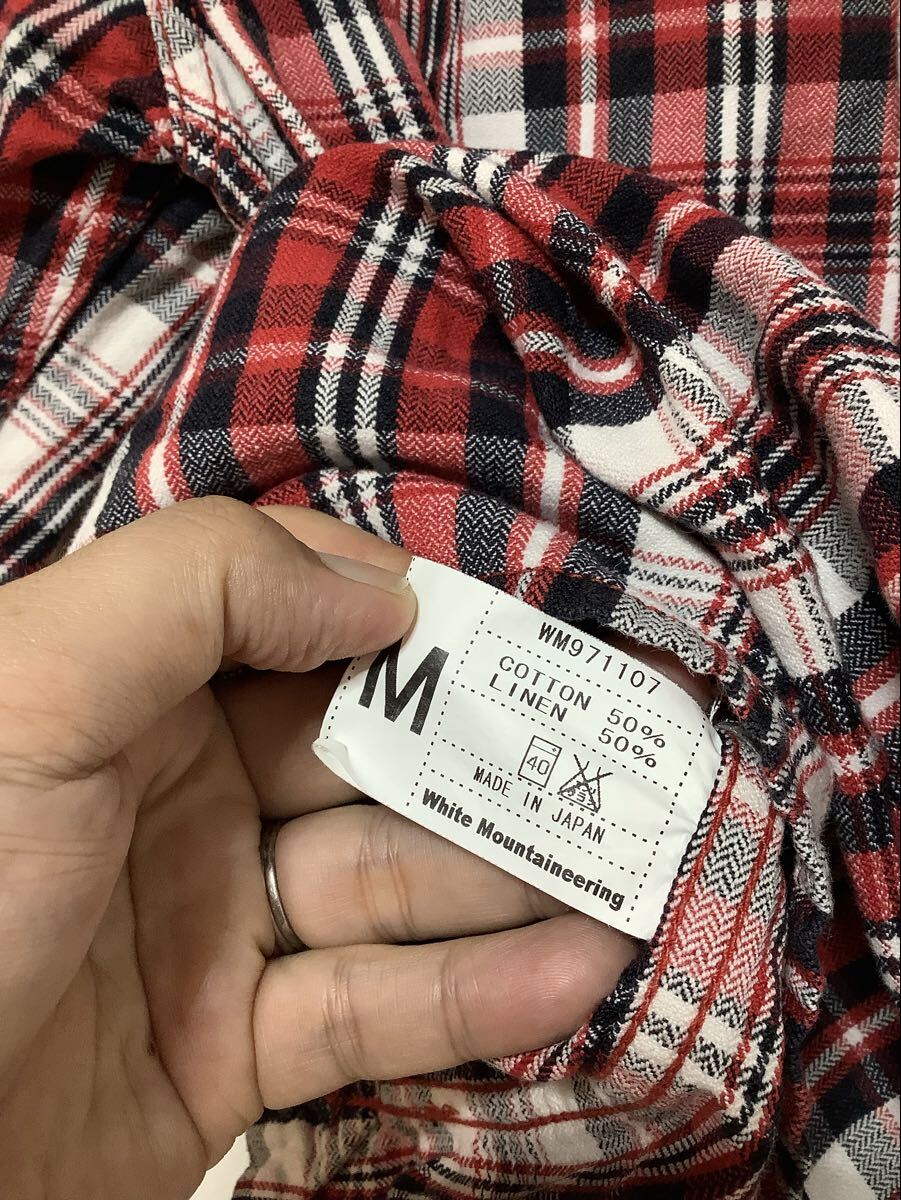 M
WM971107
COTTON 50%
LINEN 50%
40
MADE IN JAPAN
White Mountaineering